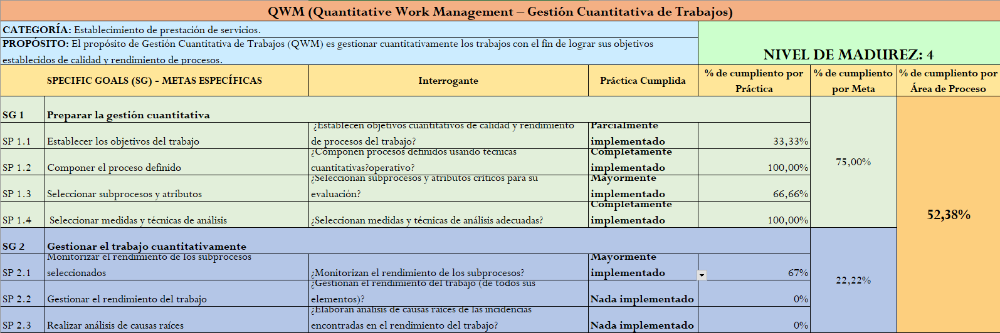 QWM (Quantitative Work Management – Gestión Cuantitativa de Trabajos)
CATEGORÍA: Establecimiento de prestación de servicios.
PROPÓSITO: El propósito de Gestión Cuantitativa de Trabajos (QWM) es gestionar cuantitativamente los trabajos con el fin de lograr sus objetivos
establecidos de calidad y rendimiento de procesos.
NIVEL DE MADUREZ: 4
SPECIFIC GOALS (SG) - METAS ESPECÍFICAS
Interrogante
Práctica Cumplida
% de cumpliento por
Práctica
% de cumpliento
por Meta
% de cumpliento por
Área de Proceso
SG 1
Preparar la gestión cuantitativa
75,00%
52,38%
SP 1.1
Establecer los objetivos del trabajo
¿Establecen objetivos cuantitativos de calidad y rendimiento
de procesos del trabajo?
Parcialmente
implementado
33,33%
SP 1.2
Componer el proceso definido
¿Componen procesos definidos usando técnicas
cuantitativas?operativo?
Completamente
implementado
100,00%
SP 1.3
Seleccionar subprocesos y atributos
¿Seleccionan subprocesos y atributos críticos para su
evaluación?
Mayormente
implementado
66,66%
SP 1.4
Seleccionar medidas y técnicas de análisis
¿Seleccionan medidas y técnicas de análisis adecuadas?
Completamente
implementado
100,00%
SG 2
Gestionar el trabajo cuantitativamente
22,22%
SP 2.1
Monitorizar el rendimiento de los subprocesos
seleccionados
¿Monitorizan el rendimiento de los subprocesos?
Mayormente
implementado
67%
SP 2.2
Gestionar el rendimiento del trabajo
¿Gestionan el rendimiento del trabajo (de todos sus
elementos)?
Nada implementado
0%
SP 2.3
Realizar análisis de causas raíces
¿Elaboran análisis de causas raíces de las incidencias
encontradas en el rendimiento del trabajo?
Nada implementado
0%